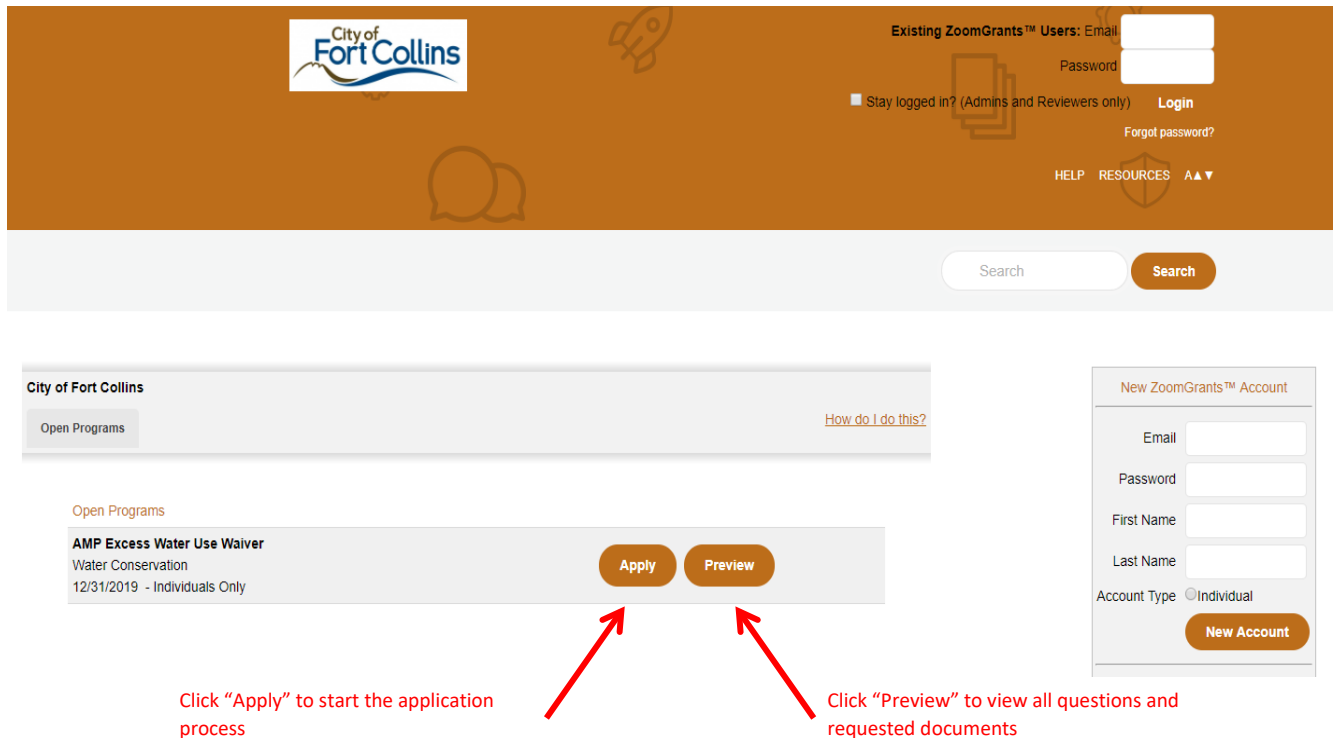 City of
Fort Collins
Existing ZoomGrants™ Users: Email
Password
Stay logged in? (Admins and Reviewers only) Login
Forgot password?
HELP RESOURCES A▲▼
Search Search
City of Fort Collins
Open Programs
How do I do this?
Open Programs
AMP Excess Water Use Waiver
Water Conservation
12/31/2019 - Individuals Only
Apply Preview
New ZoomGrants™ Account
Email
Password
First Name
Last Name
Account Type Individual
New Account
Click “Apply” to start the application
process
Click “Preview” to view all questions and
requested documents